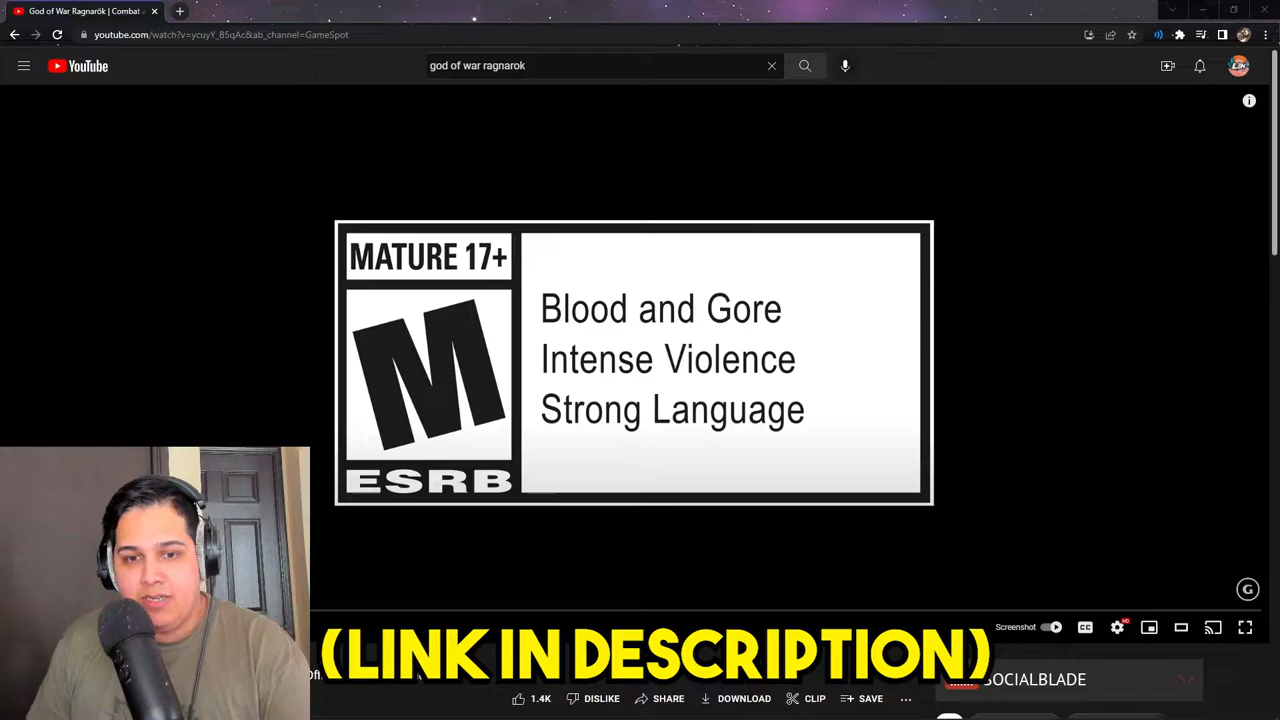 God of War Ragnarök | Combat
youtube.com/watch?v=ycuyY_B5qAc&ab_channel=GameSpot
YouTube
god of war ragnarok
MATURE 17+
M
ESRB
Blood and Gore
Intense Violence
Strong Language
Screenshot
CC
HD
(LINK IN DESCRIPTION)
SOCIALBLADE
1.4K
DISLIKE
SHARE
DOWNLOAD
CLIP
SAVE